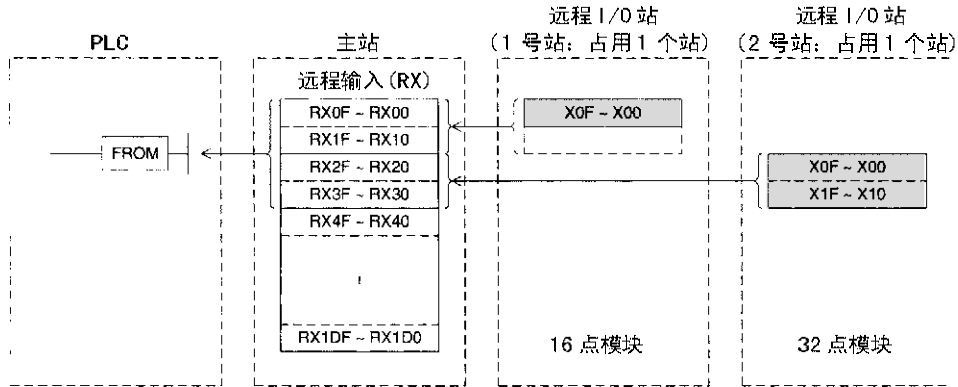 PLC
主站
远程 I/O 站
(1 号站: 占用 1 个站)
远程 I/O 站
(2 号站: 占用 1 个站)
远程输入(RX)
RX0F ~ RX00
RX1F ~ RX10
RX2F ~ RX20
RX3F ~ RX30
RX4F ~ RX40
RX1DF ~ RX1D0
FROM
X0F ~ X00
X0F ~ X00
X1F ~ X10
16 点模块
32 点模块